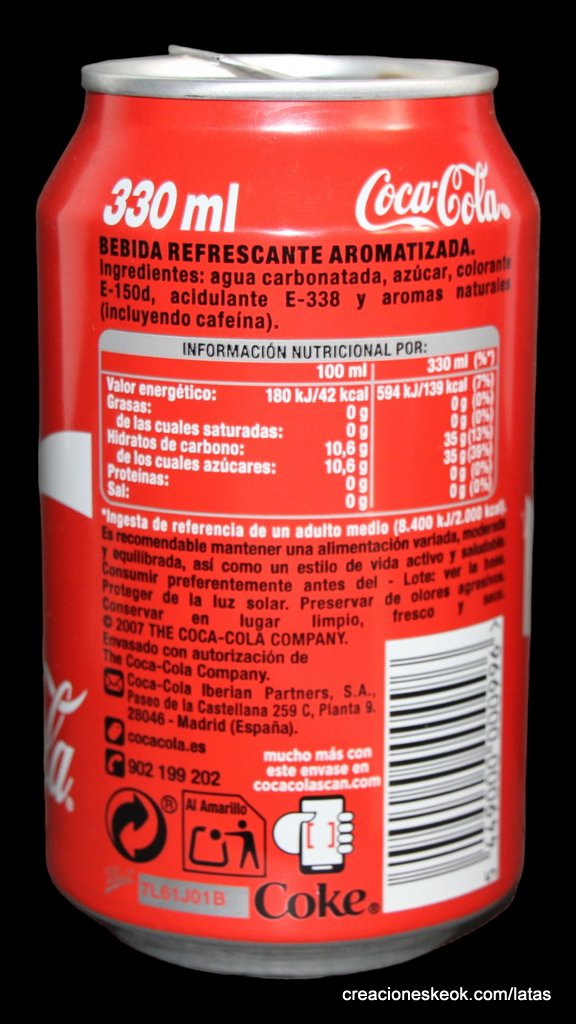 330 ml
Coca-Cola®
BEBIDA REFRESCANTE AROMATIZADA.
Ingredientes: agua carbonatada, azúcar, colorante
E-150d, acidulante E-338 y aromas naturales
(incluyendo cafeína).
INFORMACIÓN NUTRICIONAL POR:
100 ml 330 ml (%*)
Valor energético: 180 kJ/42 kcal 594 kJ/139 kcal (7%)
Grasas: 0 g 0 g (0%)
de las cuales saturadas: 0 g 0 g (0%)
Hidratos de carbono: 10,6 g 35 g (13%)
de los cuales azúcares: 10,6 g 35 g (39%)
Proteínas: 0 g 0 g (0%)
Sal: 0 g 0 g (0%)
*Ingesta de referencia de un adulto medio (8.400 kJ/2.000 kcal).
Es recomendable mantener una alimentación variada, moderada
y equilibrada, así como un estilo de vida activo y saludable.
Consumir preferentemente antes del - Lote: ver la base.
Proteger de la luz solar. Preservar de olores agresivos.
Conservar en lugar limpio, fresco y seco.
© 2007 THE COCA-COLA COMPANY.
Envasado con autorización de
The Coca-Cola Company.
Coca-Cola Iberian Partners, S.A.,
Paseo de la Castellana 259 C, Planta 9.
28046 - Madrid (España).
cocacola.es
902 199 202
mucho más con
este envase en
cocacolascan.com
® Al Amarillo
7L61J01B
Coke®
la.
creacioneskeok.com/latas